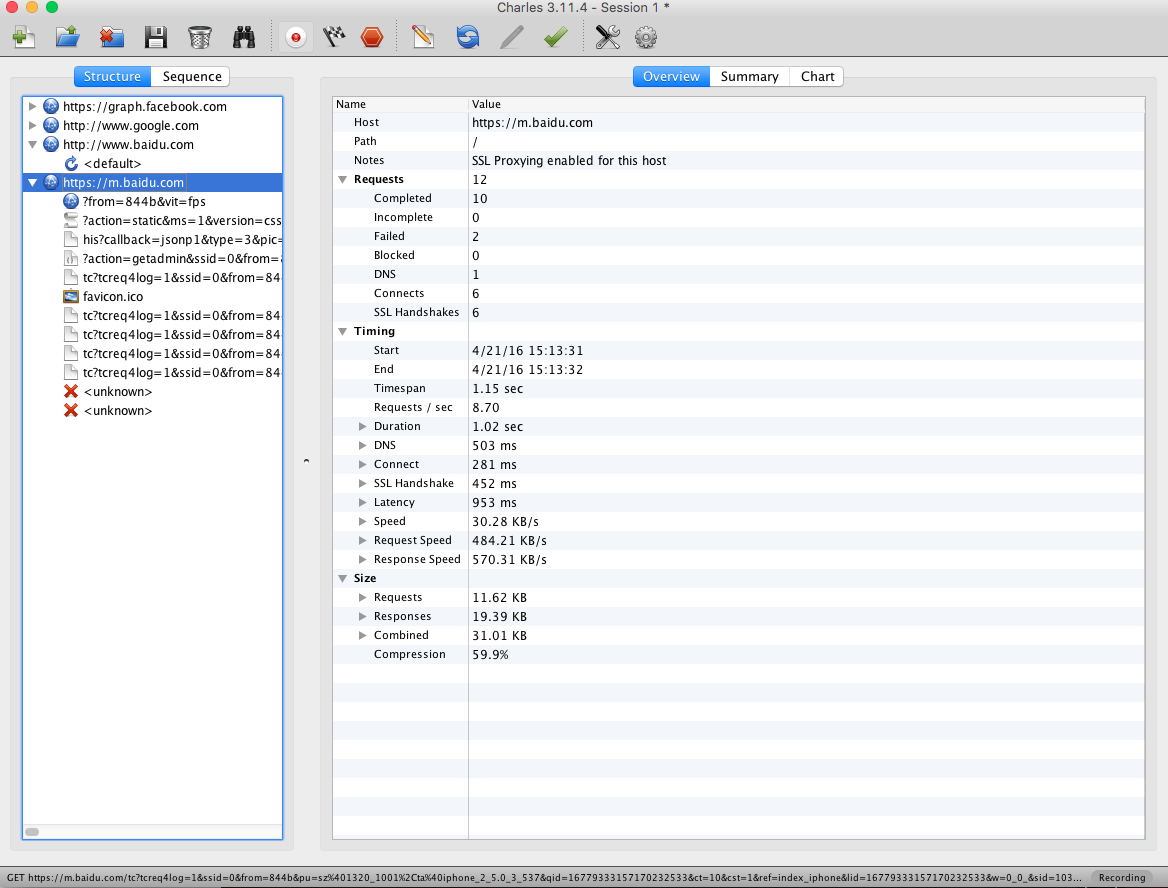 Charles 3.11.4 - Session 1 *
Structure Sequence
Overview Summary Chart
https://graph.facebook.com
http://www.google.com
http://www.baidu.com
<default>
https://m.baidu.com
?from=844b&vit=fps
?action=static&ms=1&version=css
his?callback=jsonp1&type=3&pic=
?action=getadmin&ssid=0&from=8
tc?tcreq4log=1&ssid=0&from=84
favicon.ico
tc?tcreq4log=1&ssid=0&from=84
tc?tcreq4log=1&ssid=0&from=84
tc?tcreq4log=1&ssid=0&from=84
tc?tcreq4log=1&ssid=0&from=84
<unknown>
<unknown>
Name Value
Host https://m.baidu.com
Path /
Notes SSL Proxying enabled for this host
Requests 12
Completed 10
Incomplete 0
Failed 2
Blocked 0
DNS 1
Connects 6
SSL Handshakes 6
Timing
Start 4/21/16 15:13:31
End 4/21/16 15:13:32
Timespan 1.15 sec
Requests / sec 8.70
Duration 1.02 sec
DNS 503 ms
Connect 281 ms
SSL Handshake 452 ms
Latency 953 ms
Speed 30.28 KB/s
Request Speed 484.21 KB/s
Response Speed 570.31 KB/s
Size
Requests 11.62 KB
Responses 19.39 KB
Combined 31.01 KB
Compression 59.9%
GET https://m.baidu.com/tc?tcreq4log=1&ssid=0&from=844b&pu=sz%401320_1001%2Cta%40iphone_2_5.0_3_537&qid=16779333157170232533&ct=10&cst=1&ref=index_iphone&lid=16779333157170232533&w=0_0_&sid=103... Recording